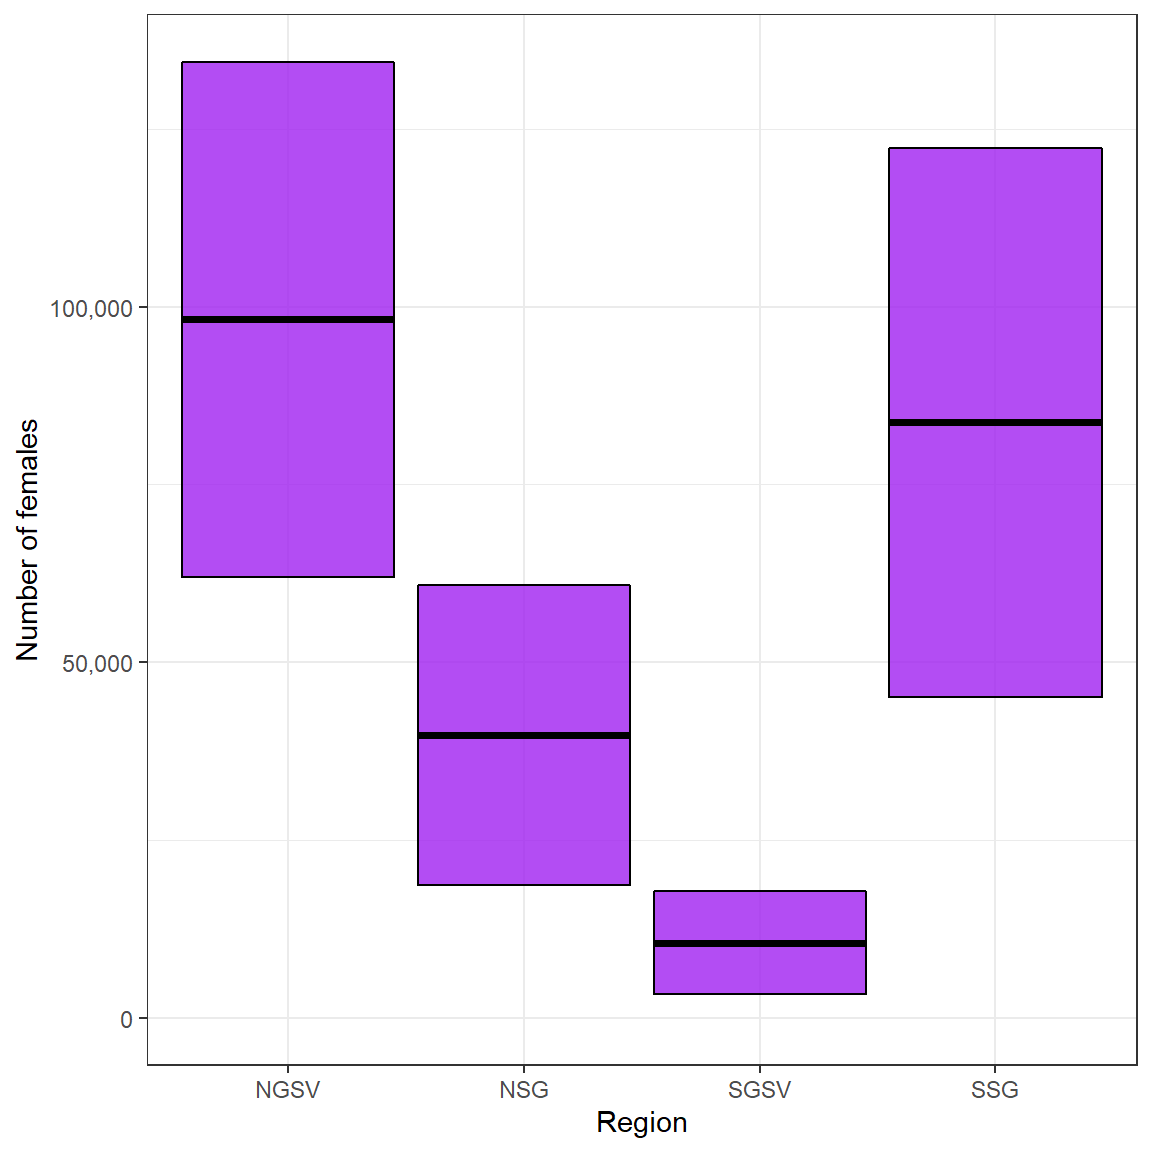 Number of females
100,000
50,000
0
NGSV NSG SGSV SSG
Region